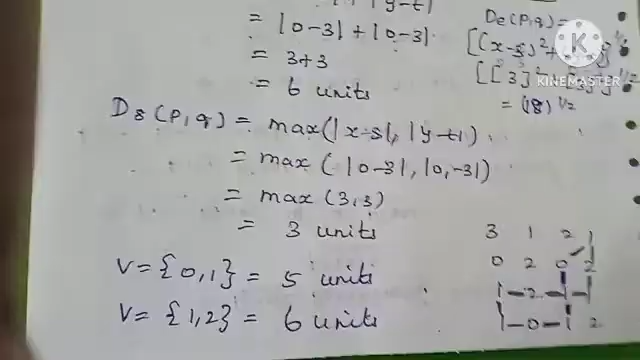 |y-t|
= |0-3| + |0-3|
= 3+3
= 6 units
D8(P,q) = max(|x-s|, |y-t|)
= max( |0-3|, |0,-3|)
= max (3,3)
= 3 units
V= {0,1} = 5 units
V= {1,2} = 6 units
De(P,q)=
[(x-s)²+
[[3]²
= (18)½
KINEMASTER
3 1 2 1
0 2 0 2
1-2-1-1
1-0-1 2